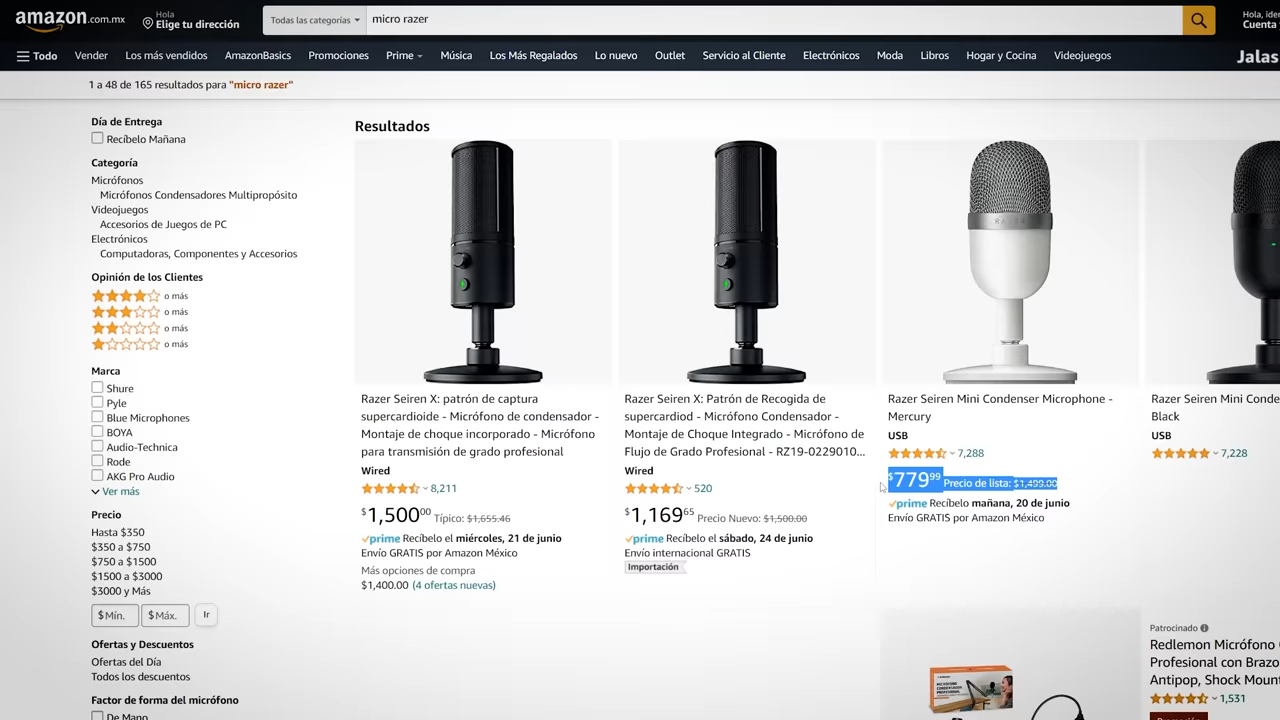 amazon.com.mx
Hola
Elige tu dirección
Todas las categorías
micro razer
Hola, iden
Cuenta
Todo
Vender
Los más vendidos
AmazonBasics
Promociones
Prime
Música
Los Más Regalados
Lo nuevo
Outlet
Servicio al Cliente
Electrónicos
Moda
Libros
Hogar y Cocina
Videojuegos
Jalas
1 a 48 de 165 resultados para "micro razer"
Día de Entrega
Recíbelo Mañana
Categoría
Micrófonos
Micrófonos Condensadores Multipropósito
Videojuegos
Accesorios de Juegos de PC
Electrónicos
Computadoras, Componentes y Accesorios
Opinión de los Clientes
o más
o más
o más
o más
Marca
Shure
Pyle
Blue Microphones
BOYA
Audio-Technica
Rode
AKG Pro Audio
Ver más
Precio
Hasta $350
$350 a $750
$750 a $1500
$1500 a $3000
$3000 y Más
$ Mín.
$ Máx.
Ir
Ofertas y Descuentos
Ofertas del Día
Todos los descuentos
Factor de forma del micrófono
De Mano
Resultados
Razer Seiren X: patrón de captura
supercardioide - Micrófono de condensador -
Montaje de choque incorporado - Micrófono
para transmisión de grado profesional
Wired
8,211
$1,500.00 Típico: $1,655.46
prime Recíbelo el miércoles, 21 de junio
Envío GRATIS por Amazon México
Más opciones de compra
$1,400.00 (4 ofertas nuevas)
Razer Seiren X: Patrón de Recogida de
supercardiod - Micrófono Condensador -
Montaje de Choque Integrado - Micrófono de
Flujo de Grado Profesional - RZ19-0229010...
Wired
520
$1,169.65 Precio Nuevo: $1,500.00
prime Recíbelo el sábado, 24 de junio
Envío internacional GRATIS
Importación
RAZER
Razer Seiren Mini Condenser Microphone -
Mercury
USB
7,288
$779.99 Precio de lista: $1,499.00
prime Recíbelo mañana, 20 de junio
Envío GRATIS por Amazon México
Razer Seiren Mini Conde
Black
USB
7,228
Patrocinado
Redlemon Micrófono
Profesional con Brazo
Antipop, Shock Mount
1,531